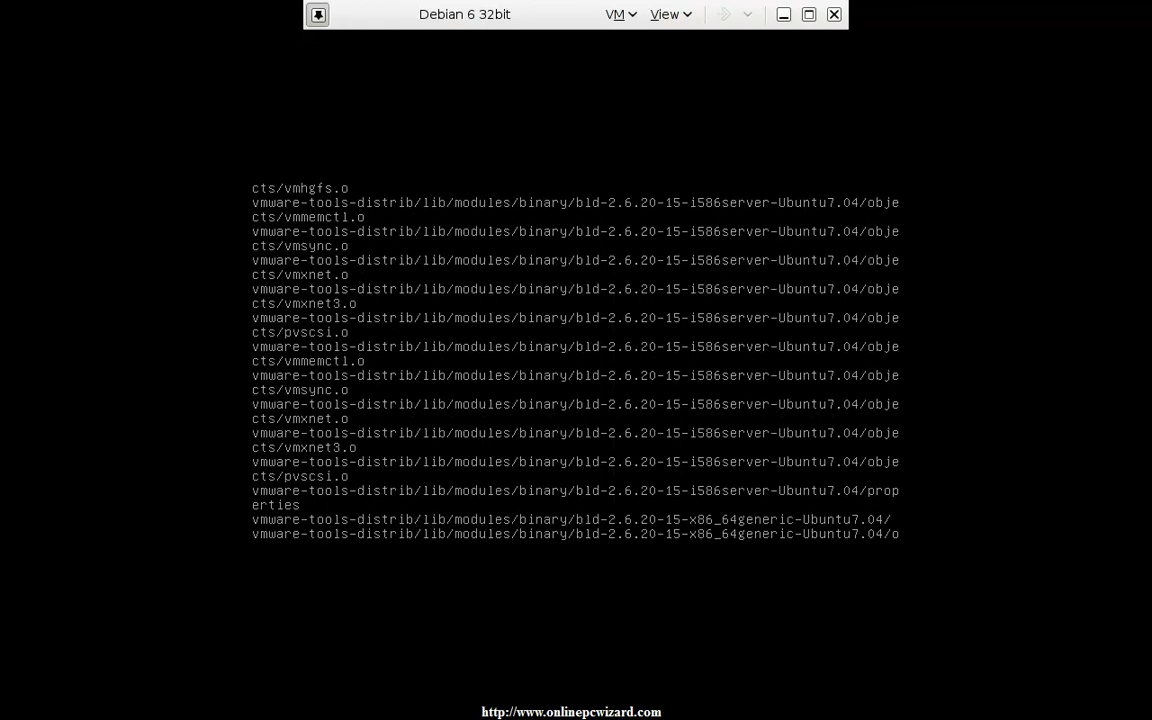 Debian 6 32bit
VM
View
cts/vmhgfs.o
vmware-tools-distrib/lib/modules/binary/bld-2.6.20-15-i586server-Ubuntu7.04/obje
cts/vmmemctl.o
vmware-tools-distrib/lib/modules/binary/bld-2.6.20-15-i586server-Ubuntu7.04/obje
cts/vmsync.o
vmware-tools-distrib/lib/modules/binary/bld-2.6.20-15-i586server-Ubuntu7.04/obje
cts/vmxnet.o
vmware-tools-distrib/lib/modules/binary/bld-2.6.20-15-i586server-Ubuntu7.04/obje
cts/vmxnet3.o
vmware-tools-distrib/lib/modules/binary/bld-2.6.20-15-i586server-Ubuntu7.04/obje
cts/pvscsi.o
vmware-tools-distrib/lib/modules/binary/bld-2.6.20-15-i586server-Ubuntu7.04/obje
cts/vmmemctl.o
vmware-tools-distrib/lib/modules/binary/bld-2.6.20-15-i586server-Ubuntu7.04/obje
cts/vmsync.o
vmware-tools-distrib/lib/modules/binary/bld-2.6.20-15-i586server-Ubuntu7.04/obje
cts/vmxnet.o
vmware-tools-distrib/lib/modules/binary/bld-2.6.20-15-i586server-Ubuntu7.04/obje
cts/vmxnet3.o
vmware-tools-distrib/lib/modules/binary/bld-2.6.20-15-i586server-Ubuntu7.04/obje
cts/pvscsi.o
vmware-tools-distrib/lib/modules/binary/bld-2.6.20-15-i586server-Ubuntu7.04/prop
erties
vmware-tools-distrib/lib/modules/binary/bld-2.6.20-15-x86_64generic-Ubuntu7.04/
vmware-tools-distrib/lib/modules/binary/bld-2.6.20-15-x86_64generic-Ubuntu7.04/o
http://www.onlinepcwizard.com